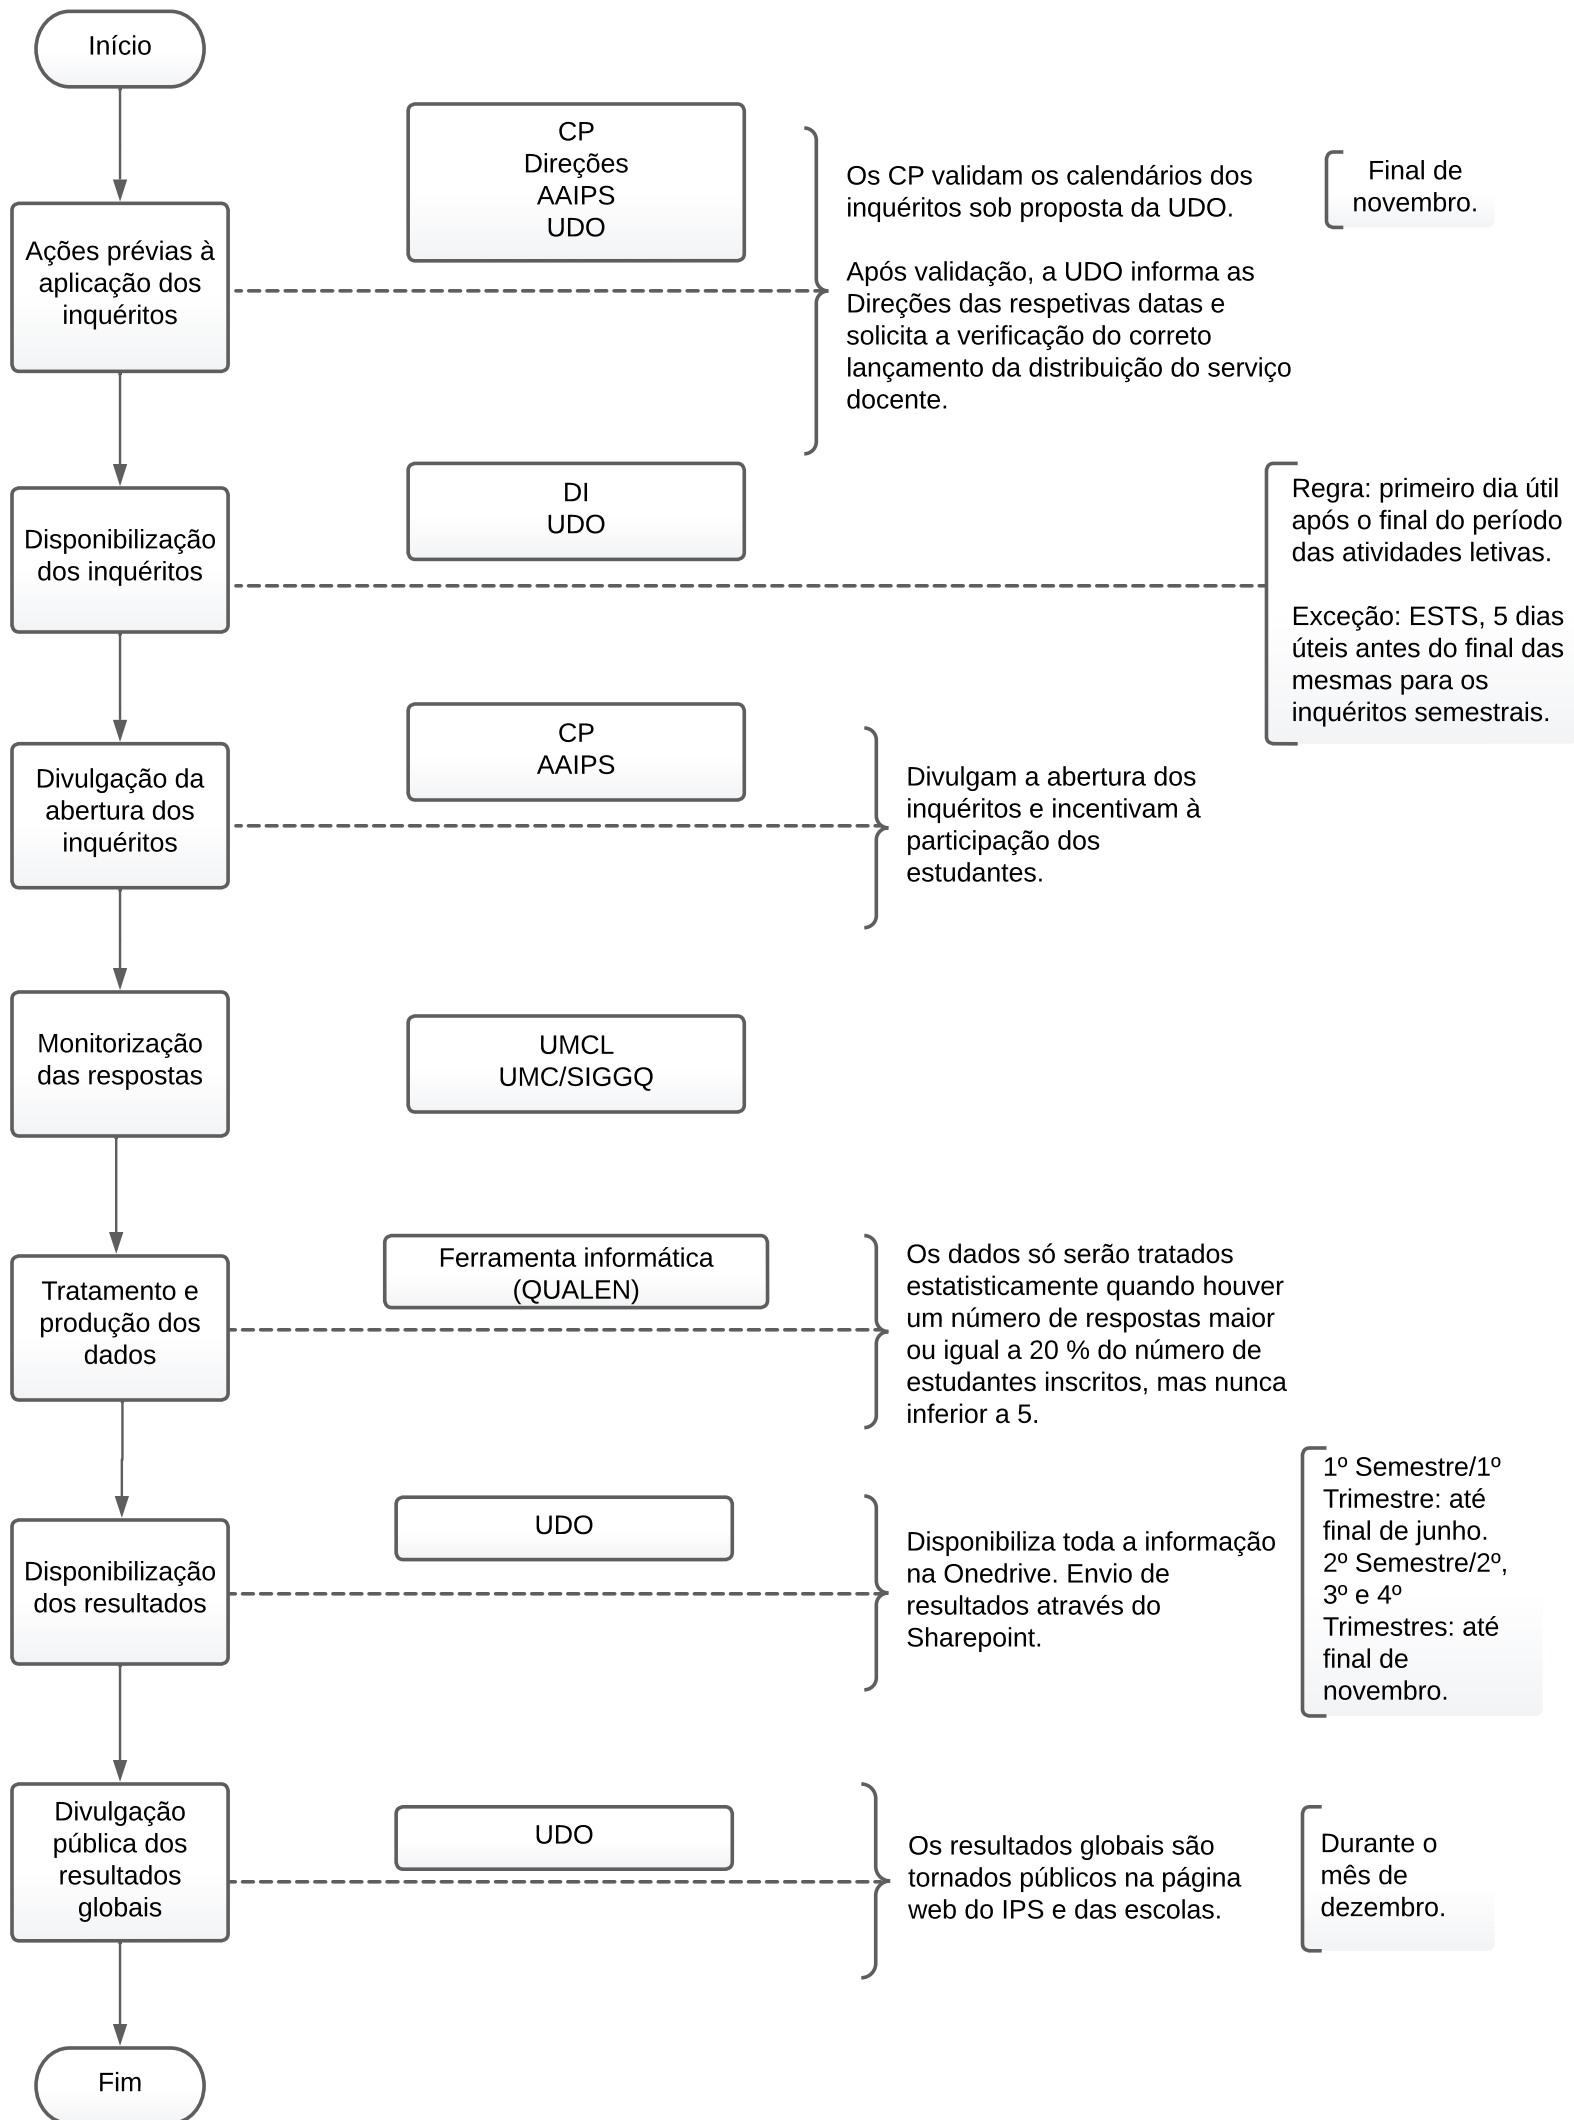 Início
CP
Direções
AAIPS
UDO
Os CP validam os calendários dos
inquéritos sob proposta da UDO.
Após validação, a UDO informa as
Direções das respetivas datas e
solicita a verificação do correto
lançamento da distribuição do serviço
docente.
Final de
novembro.
Ações prévias à
aplicação dos
inquéritos
DI
UDO
Regra: primeiro dia útil
após o final do período
das atividades letivas.
Exceção: ESTS, 5 dias
úteis antes do final das
mesmas para os
inquéritos semestrais.
Disponibilização
dos inquéritos
CP
AAIPS
Divulgam a abertura dos
inquéritos e incentivam à
participação dos
estudantes.
Divulgação da
abertura dos
inquéritos
Monitorização
das respostas
UMCL
UMC/SIGGQ
Ferramenta informática
(QUALEN)
Os dados só serão tratados
estatisticamente quando houver
um número de respostas maior
ou igual a 20 % do número de
estudantes inscritos, mas nunca
inferior a 5.
Tratamento e
produção dos
dados
UDO
Disponibiliza toda a informação
na Onedrive. Envio de
resultados através do
Sharepoint.
1º Semestre/1º
Trimestre: até
final de junho.
2º Semestre/2º,
3º e 4º
Trimestres: até
final de
novembro.
Disponibilização
dos resultados
Divulgação
pública dos
resultados
globais
UDO
Os resultados globais são
tornados públicos na página
web do IPS e das escolas.
Durante o
mês de
dezembro.
Fim